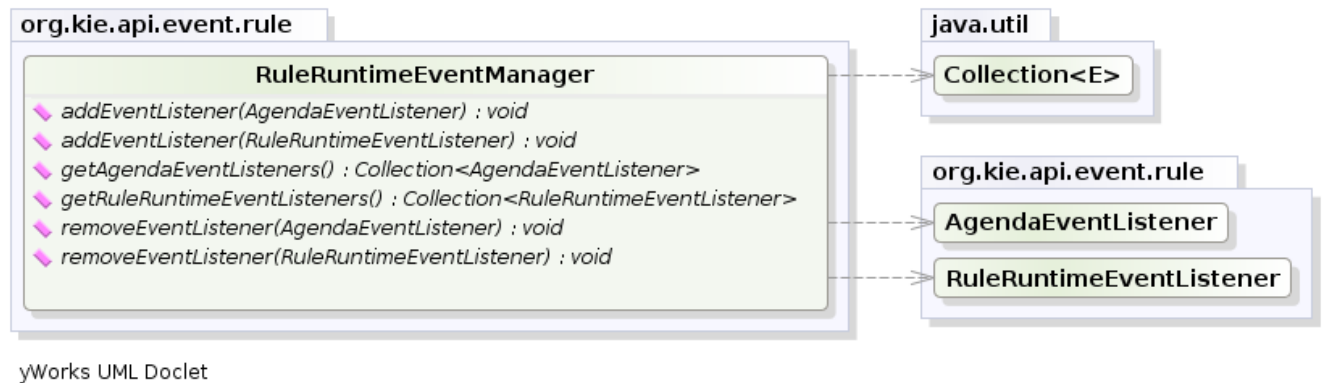 org.kie.api.event.rule
RuleRuntimeEventManager
addEventListener(AgendaEventListener) : void
addEventListener(RuleRuntimeEventListener) : void
getAgendaEventListeners() : Collection<AgendaEventListener>
getRuleRuntimeEventListeners() : Collection<RuleRuntimeEventListener>
removeEventListener(AgendaEventListener) : void
removeEventListener(RuleRuntimeEventListener) : void
java.util
Collection<E>
org.kie.api.event.rule
AgendaEventListener
RuleRuntimeEventListener
yWorks UML Doclet